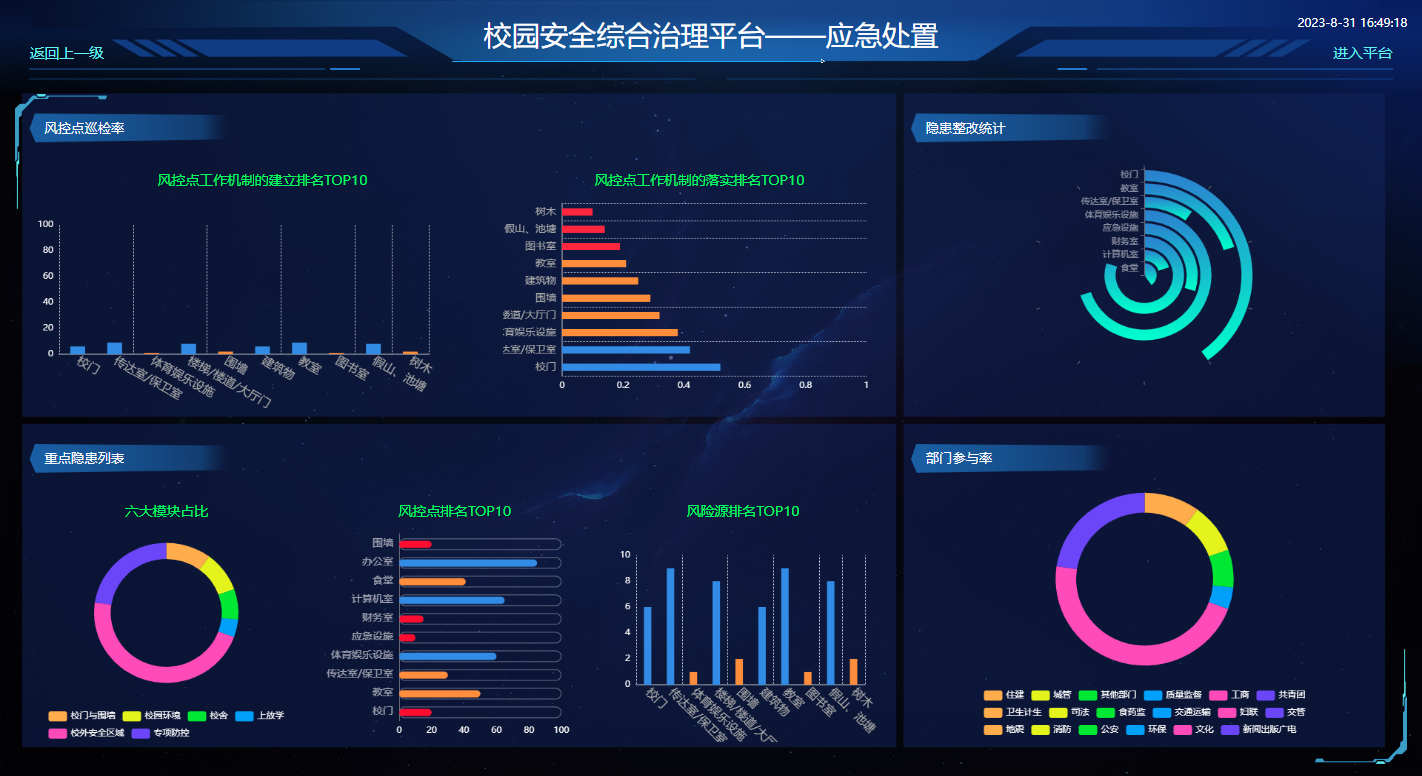 校园安全综合治理平台——应急处置
2023-8-31 16:49:18
返回上一级
进入平台
风控点巡检率
风控点工作机制的建立排名TOP10
100
80
60
40
20
0
校门
传达室/保卫室
体育娱乐设施
楼梯/楼道/大厅门
围墙
建筑物
教室
图书室
假山、池塘
树木
风控点工作机制的落实排名TOP10
树木
假山、池塘
图书室
教室
建筑物
围墙
娄道/大厅门
育娱乐设施
达室/保卫室
校门
0 0.2 0.4 0.6 0.8 1
隐患整改统计
校门
教室
传达室/保卫室
体育娱乐设施
应急设施
财务室
计算机室
食堂
重点隐患列表
六大模块占比
校门与围墙 校园环境 校舍 上放学
校外安全区域 专项防控
风控点排名TOP10
围墙
办公室
食堂
计算机室
财务室
应急设施
体育娱乐设施
传达室/保卫室
教室
校门
0 20 40 60 80 100
风险源排名TOP10
10
8
6
4
2
0
校门
传达室/保卫室
体育娱乐设施
楼梯/楼道/大厅
围墙
建筑物
教室
图书室
假山、池塘
树木
部门参与率
住建 城管 其他部门 质量监督 工商 共青团
卫生计生 司法 食药监 交通运输 妇联 交管
地震 消防 公安 环保 文化 新闻出版广电